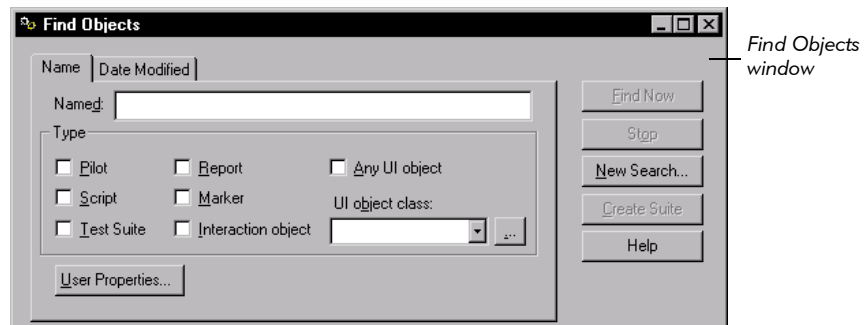 Find Objects
Find Objects
window
Name
Date Modified
Named:
Type
Pilot
Report
Any UI object
Script
Marker
UI object class:
Test Suite
Interaction object
...
User Properties...
Find Now
Stop
New Search...
Create Suite
Help